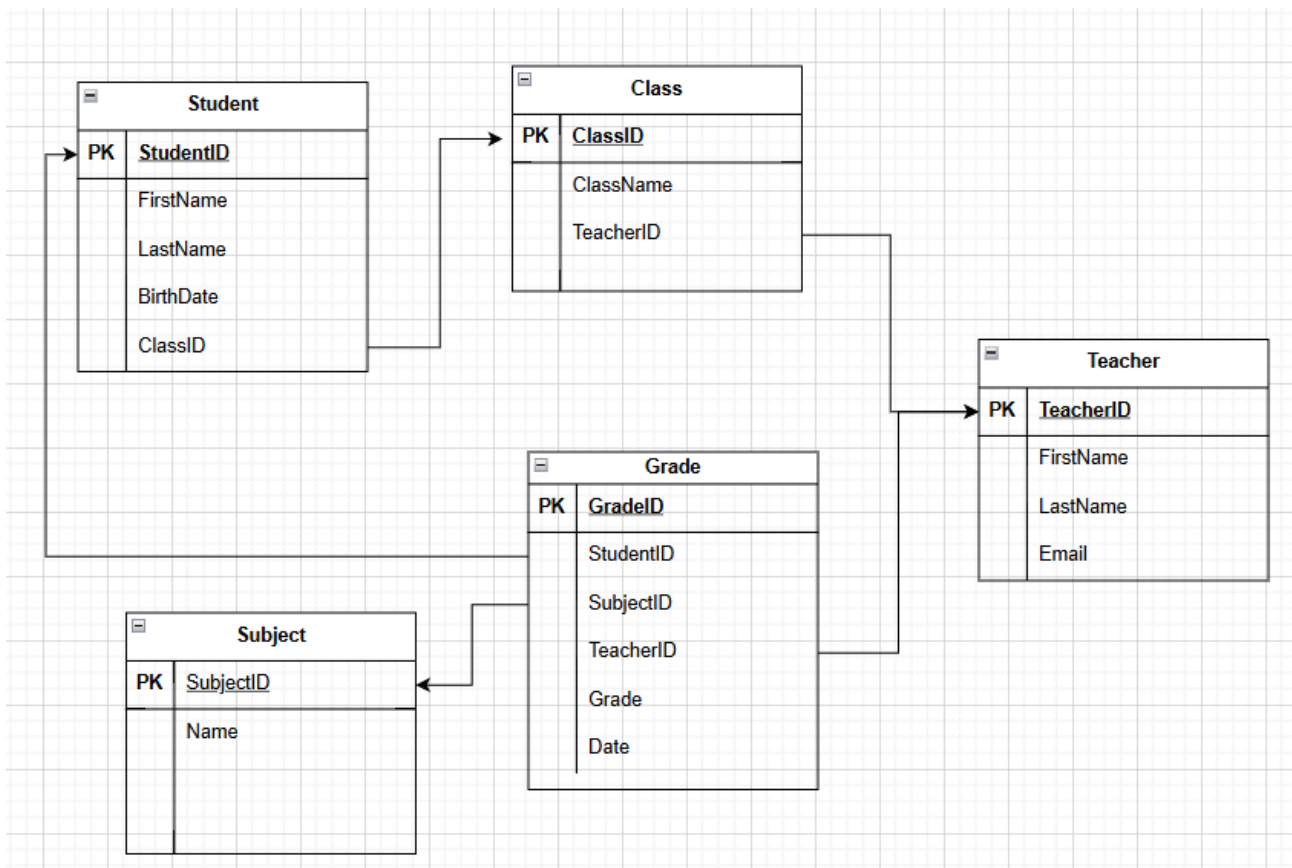 Student
PK StudentID
FirstName
LastName
BirthDate
ClassID
Class
PK ClassID
ClassName
TeacherID
Teacher
PK TeacherID
FirstName
LastName
Email
Grade
PK GradeID
StudentID
SubjectID
TeacherID
Grade
Date
Subject
PK SubjectID
Name